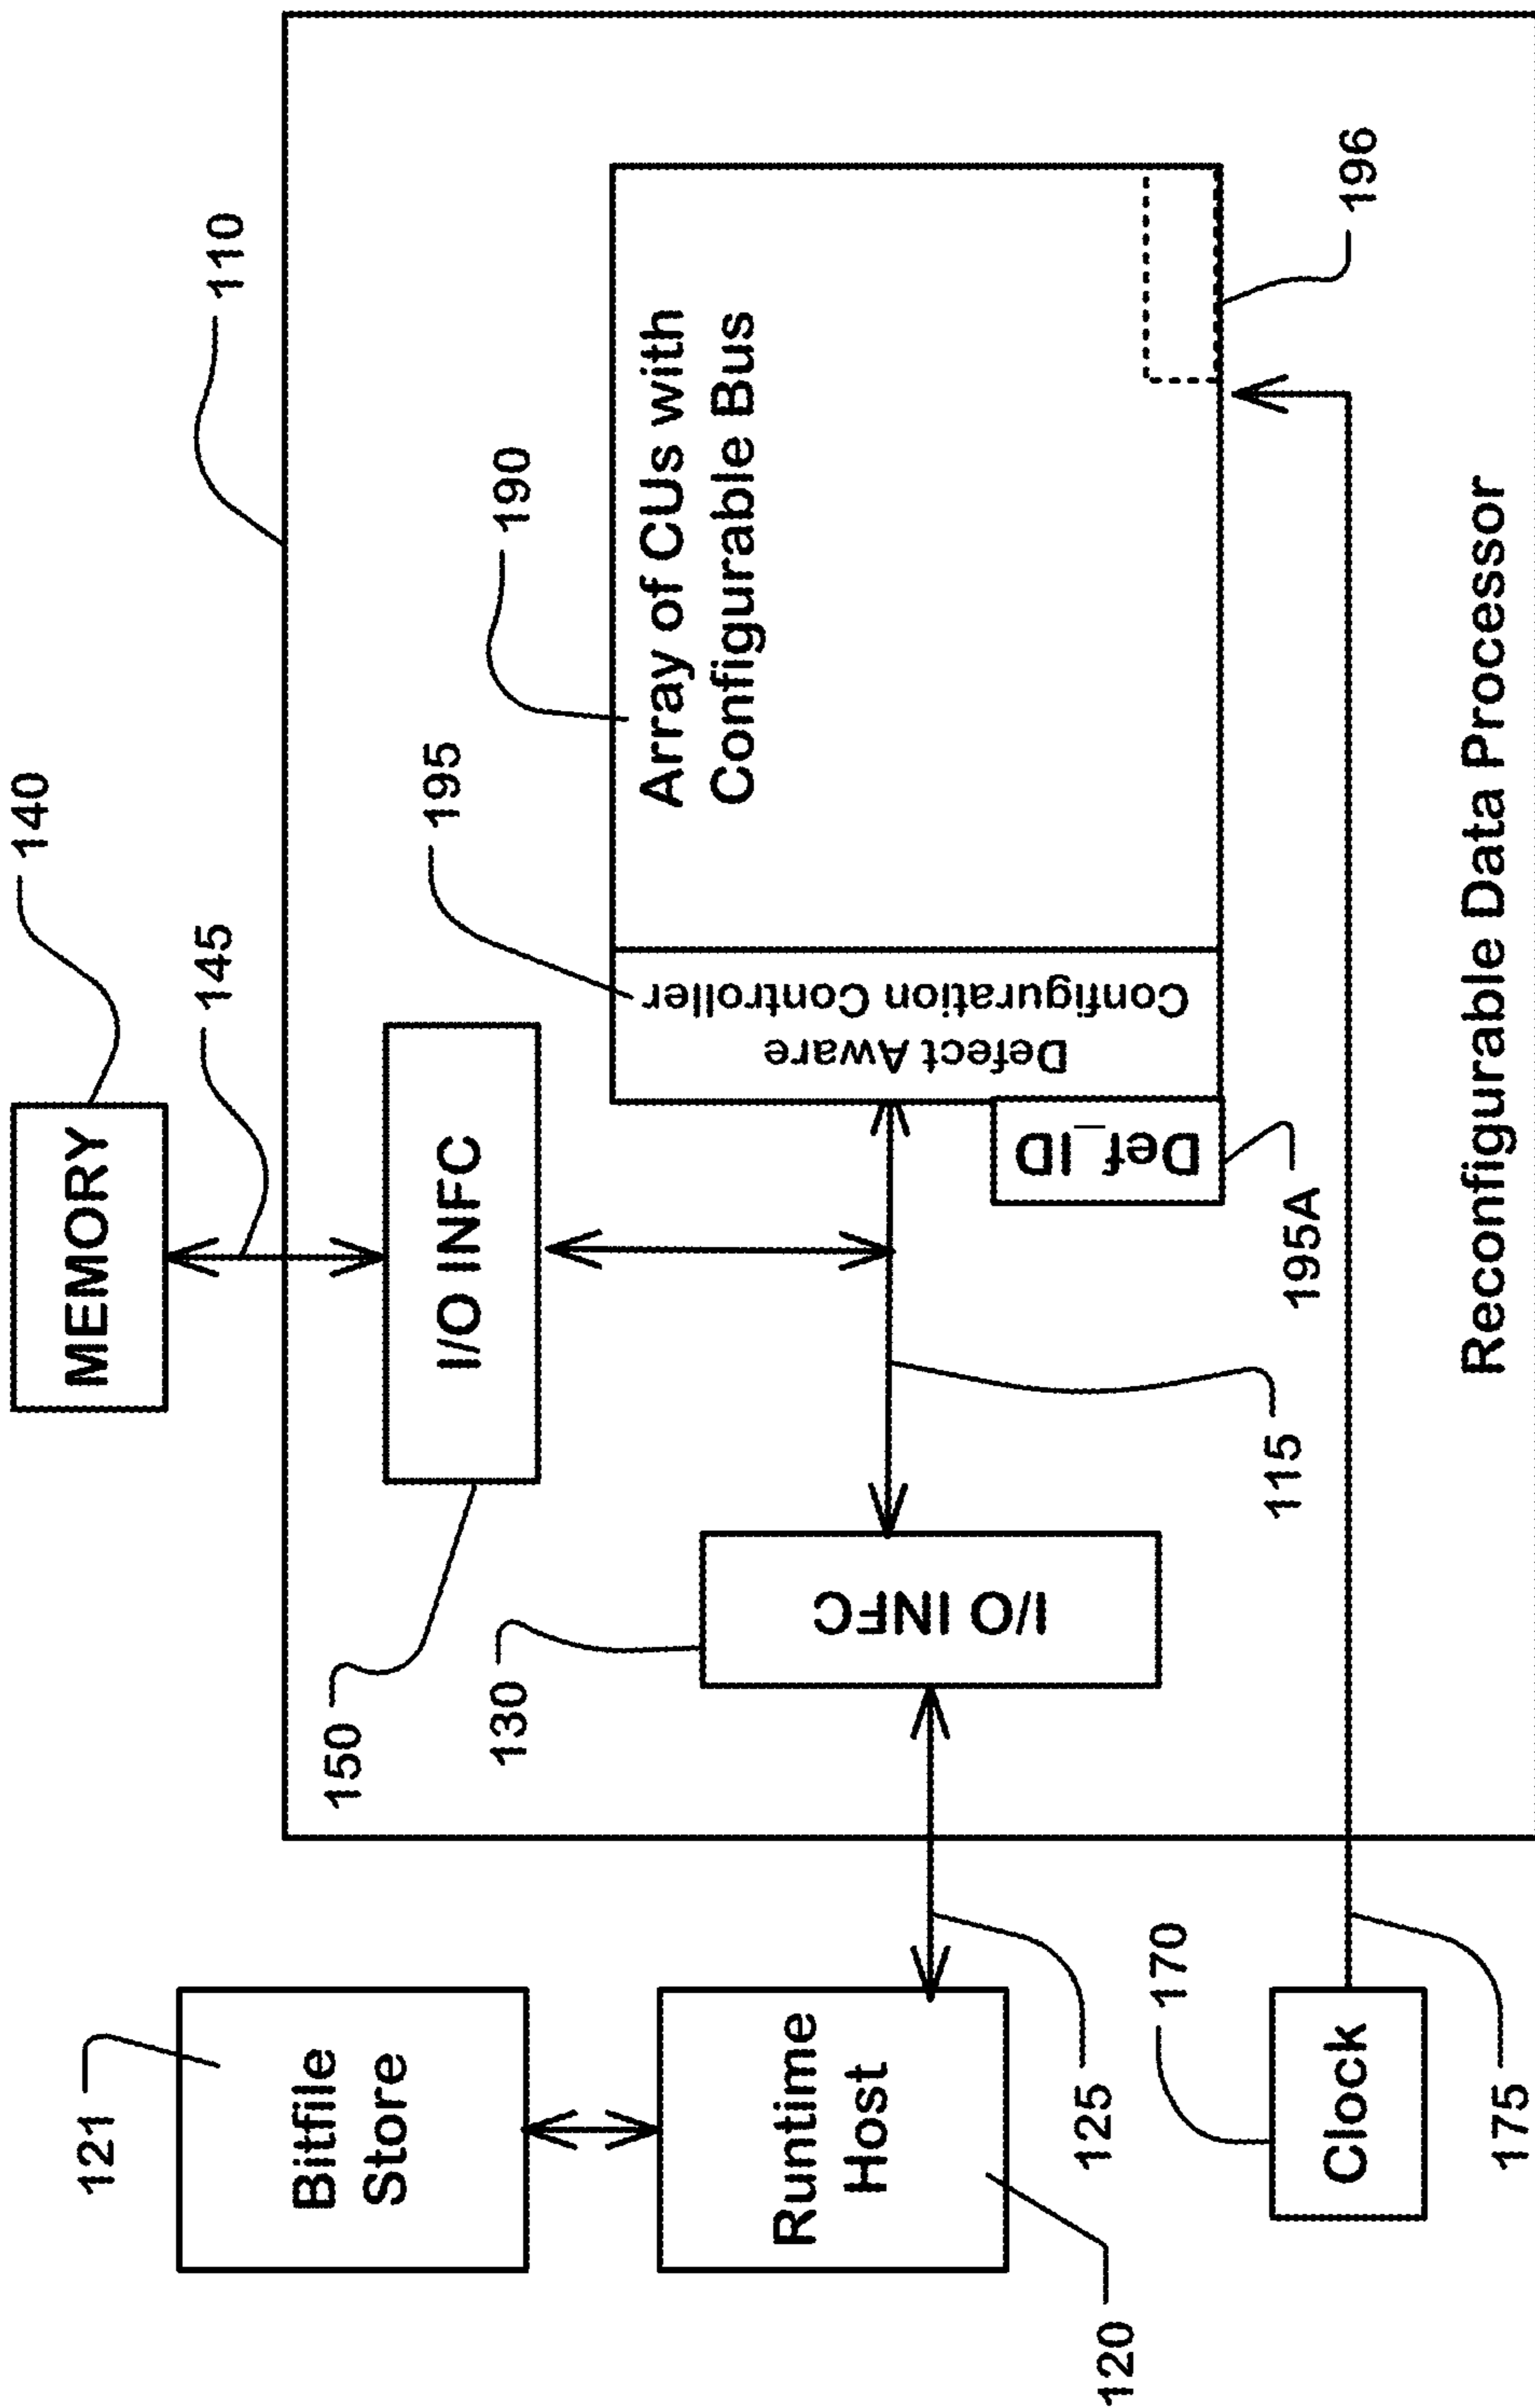 140
MEMORY
145
110
150
I/O INFC
121
Bitfile
Store
130
I/O INFC
195
190
Array of CUs with
Configurable Bus
Defect Aware
Configuration Controller
Runtime
Host
125
120
115
Def_ID
195A
196
170
Clock
175
Reconfigurable Data Processor